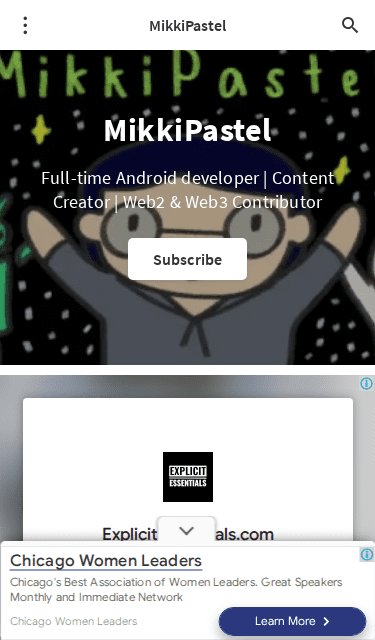 MikkiPastel
MikkiPaste
MikkiPastel
Full-time Android developer | Content
Creator | Web2 & Web3 Contributor
Subscribe
EXPLICIT
ESSENTIALS
Explicit als.com
Chicago Women Leaders
Chicago's Best Association of Women Leaders. Great Speakers
Monthly and Immediate Network
Chicago Women Leaders
Learn More